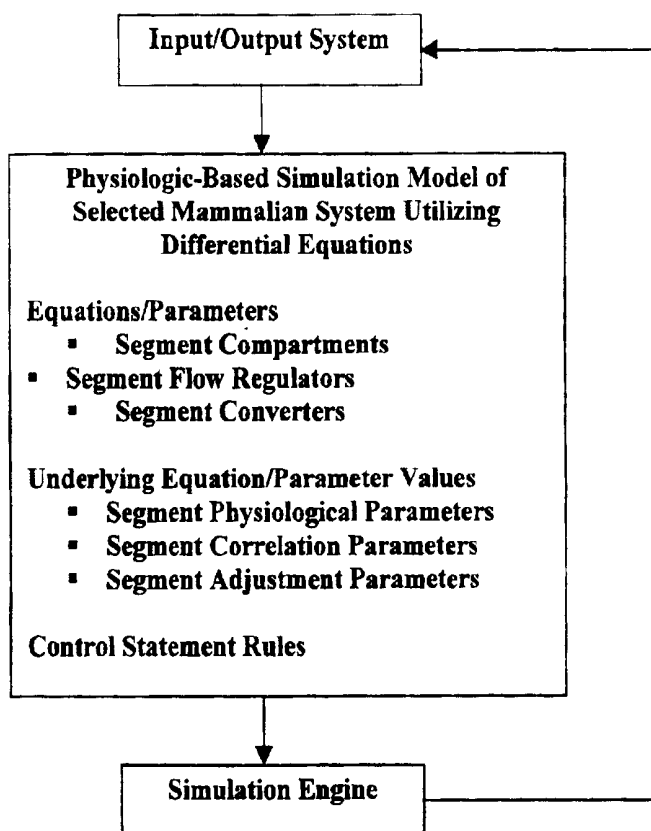 Input/Output System
Physiologic-Based Simulation Model of
Selected Mammalian System Utilizing
Differential Equations
Equations/Parameters
▪ Segment Compartments
▪ Segment Flow Regulators
▪ Segment Converters
Underlying Equation/Parameter Values
▪ Segment Physiological Parameters
▪ Segment Correlation Parameters
▪ Segment Adjustment Parameters
Control Statement Rules
Simulation Engine